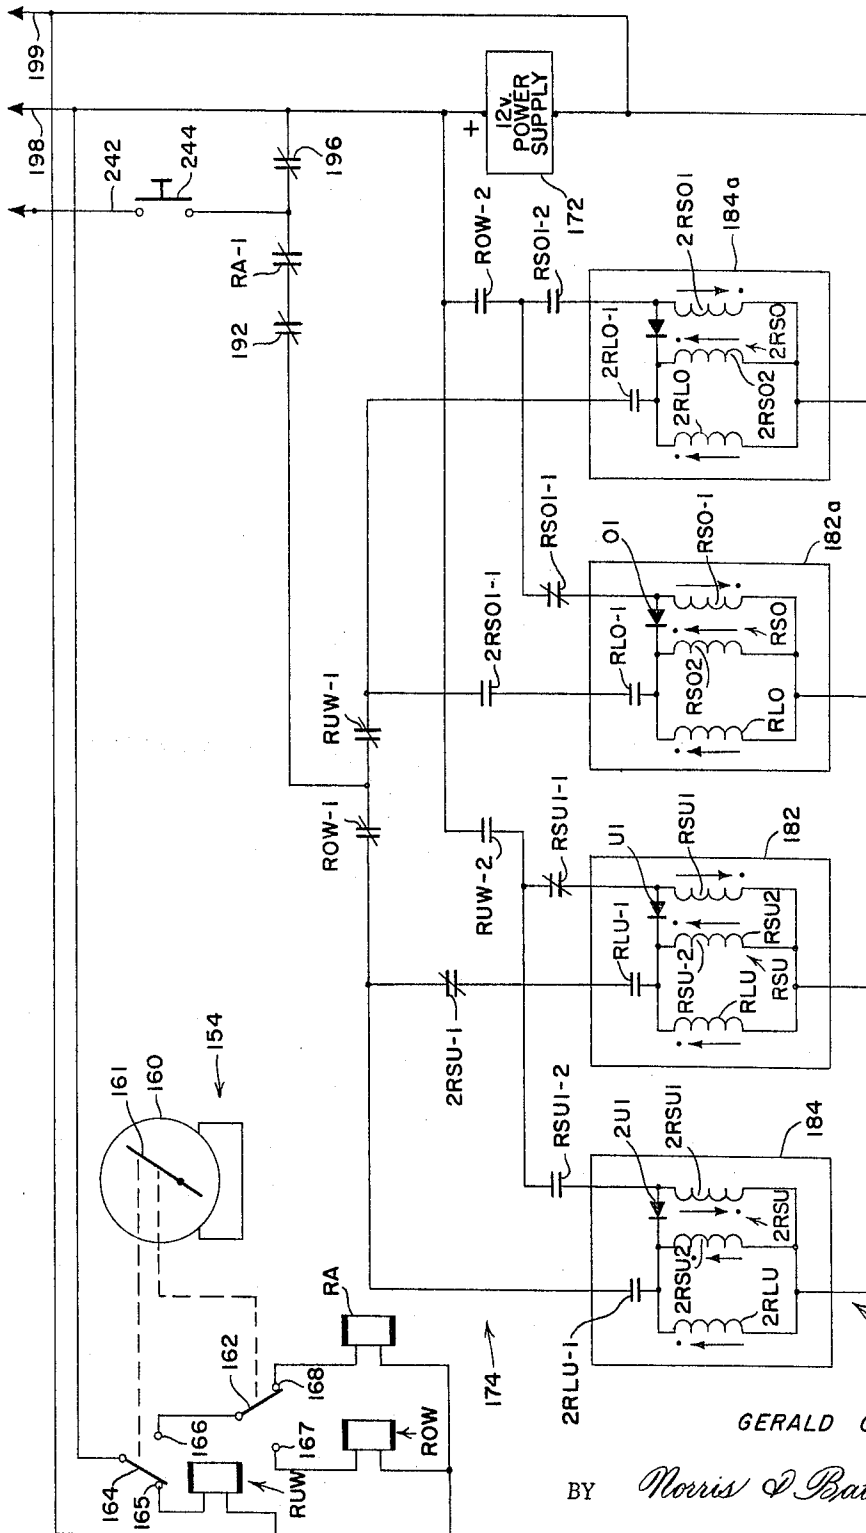 199
198
242
244
196
RA-1
192
+
12v.
POWER
SUPPLY
172
ROW-2
RSO1-2
184a
2RSO1
2RLO-1
2RLO
2RSO
2RSO2
RSO1-1
O1
RSO-1
182a
2RSO1-1
RLO-1
RSO2
RSO
RLO
RUW-1
ROW-1
RUW-2
RSU1-1
U1
RSU1
182
RLU-1
RSU-2
RSU2
RSU
RLU
2RSU-1
RSU1-2
2U1
2RSU1
184
2RSU
2RSU2
2RLU
2RLU-1
174
161
160
154
RA
162
168
166
167
ROW
164
165
RUW
GERALD
BY Norris & Bat